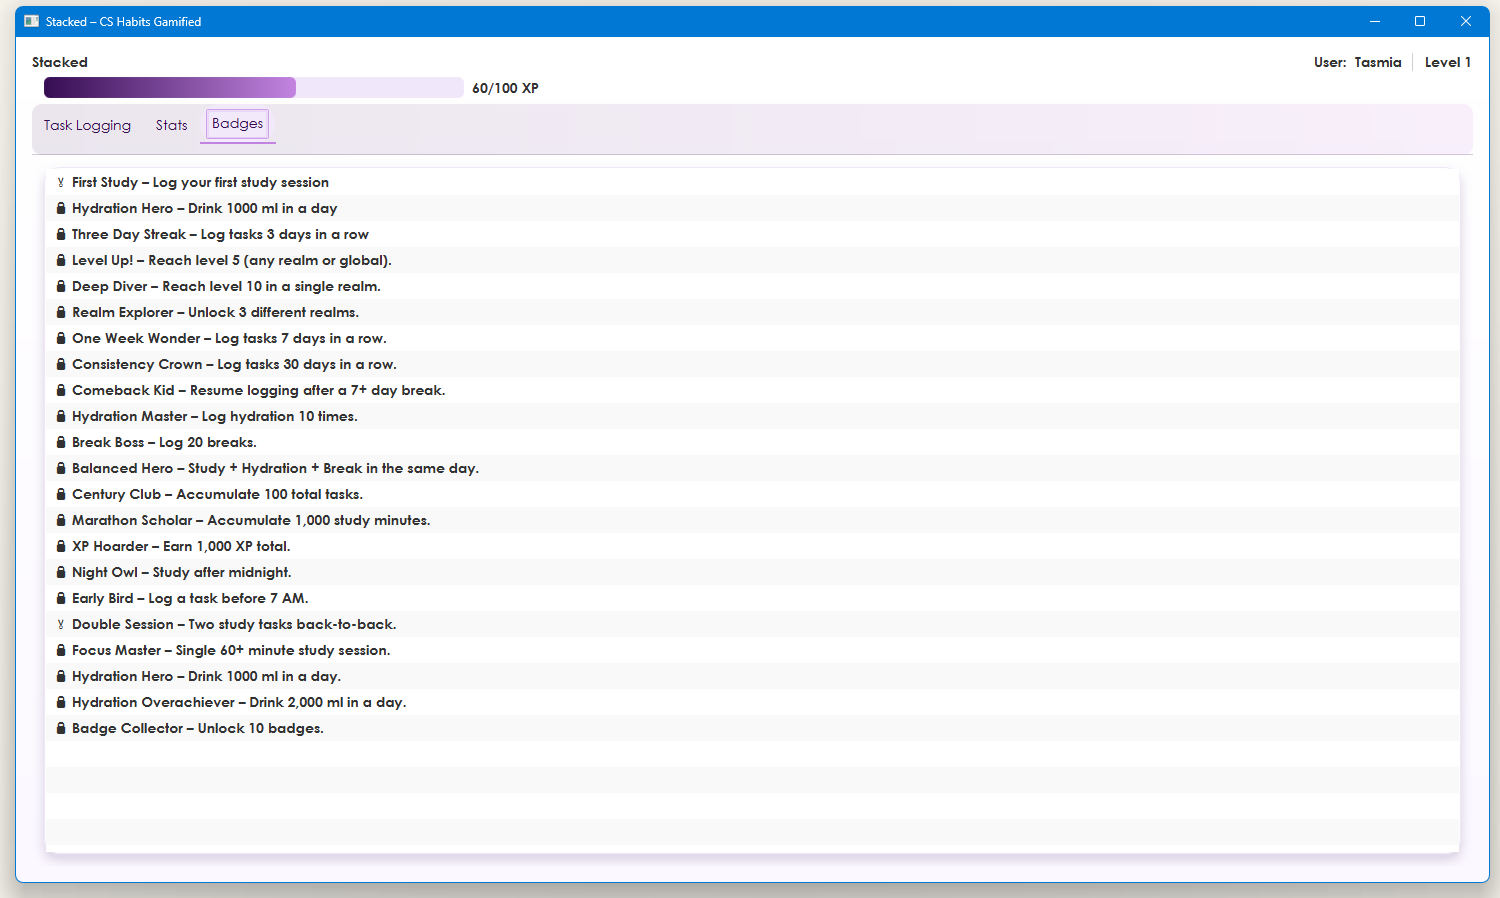 Stacked – CS Habits Gamified
Stacked
User: Tasmia Level 1
60/100 XP
Task Logging Stats Badges
First Study – Log your first study session
Hydration Hero – Drink 1000 ml in a day
Three Day Streak – Log tasks 3 days in a row
Level Up! – Reach level 5 (any realm or global).
Deep Diver – Reach level 10 in a single realm.
Realm Explorer – Unlock 3 different realms.
One Week Wonder – Log tasks 7 days in a row.
Consistency Crown – Log tasks 30 days in a row.
Comeback Kid – Resume logging after a 7+ day break.
Hydration Master – Log hydration 10 times.
Break Boss – Log 20 breaks.
Balanced Hero – Study + Hydration + Break in the same day.
Century Club – Accumulate 100 total tasks.
Marathon Scholar – Accumulate 1,000 study minutes.
XP Hoarder – Earn 1,000 XP total.
Night Owl – Study after midnight.
Early Bird – Log a task before 7 AM.
Double Session – Two study tasks back-to-back.
Focus Master – Single 60+ minute study session.
Hydration Hero – Drink 1000 ml in a day.
Hydration Overachiever – Drink 2,000 ml in a day.
Badge Collector – Unlock 10 badges.